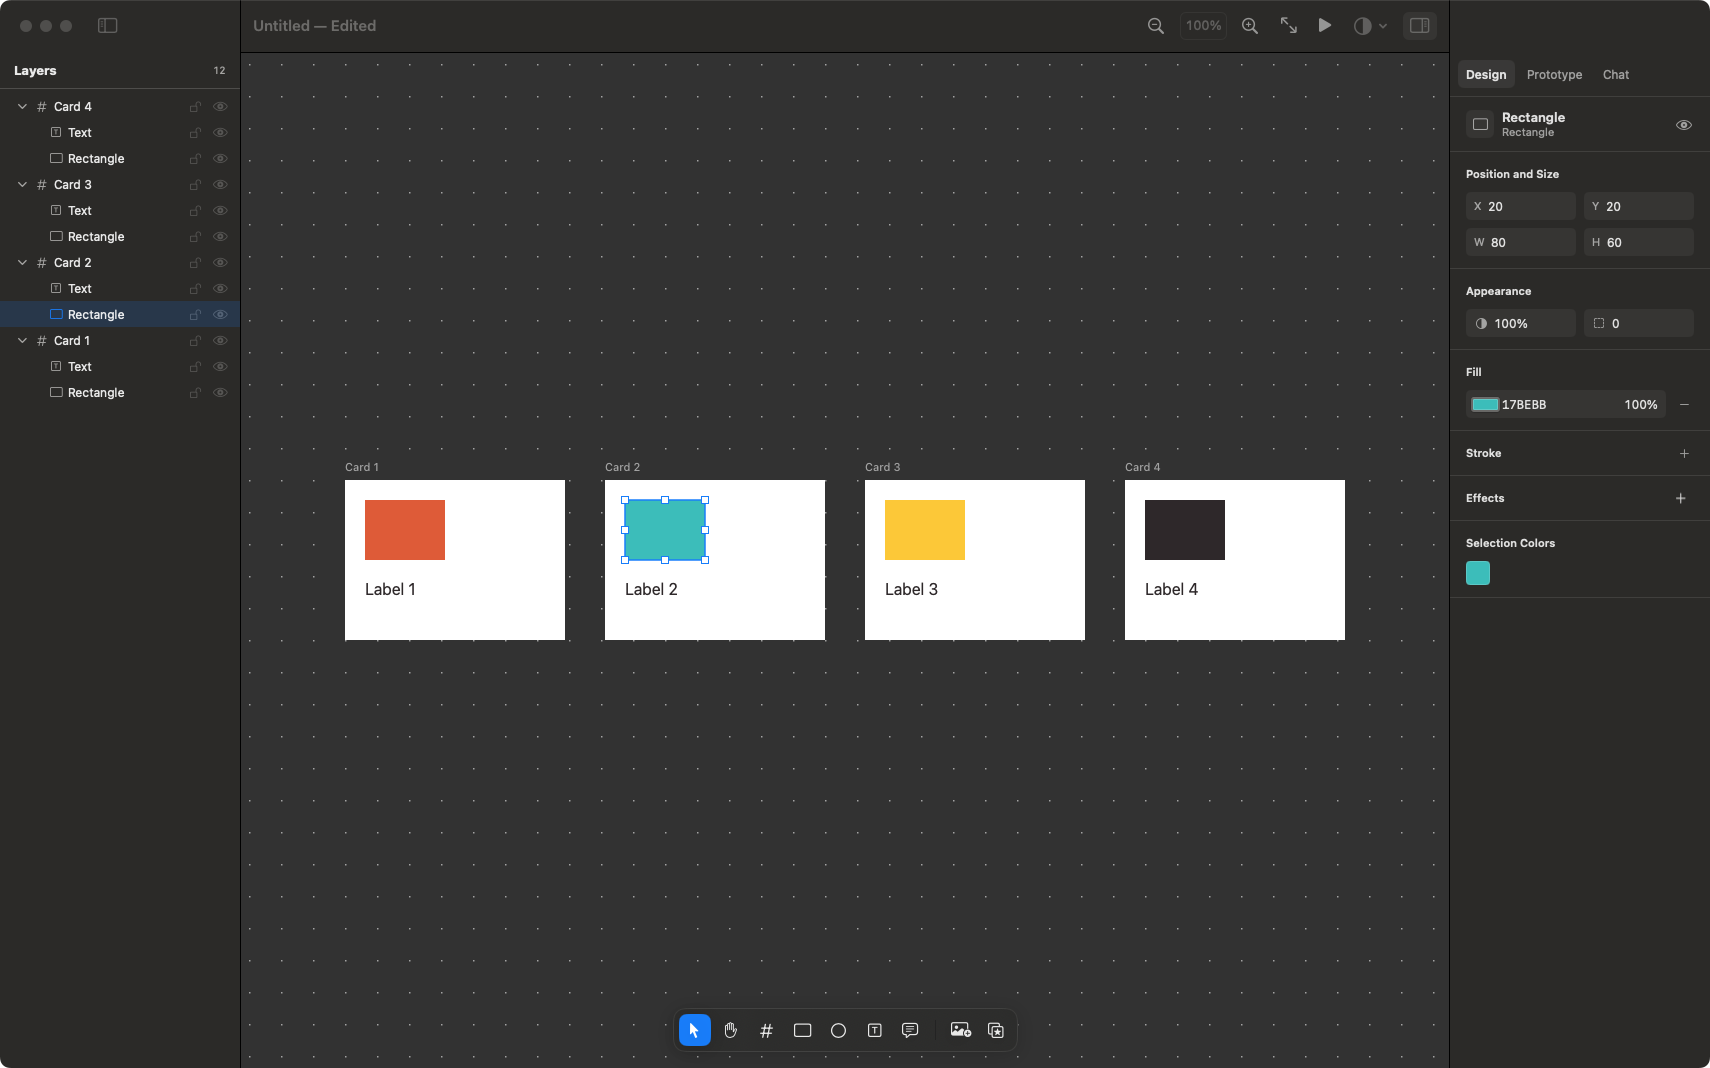 Untitled — Edited
100%
Layers
12
Card 4
Text
Rectangle
Card 3
Text
Rectangle
Card 2
Text
Rectangle
Card 1
Text
Rectangle
Card 1
Label 1
Card 2
Label 2
Card 3
Label 3
Card 4
Label 4
Design Prototype Chat
Rectangle
Rectangle
Position and Size
X 20 Y 20
W 80 H 60
Appearance
100% 0
Fill
17BEBB 100%
Stroke
Effects
Selection Colors